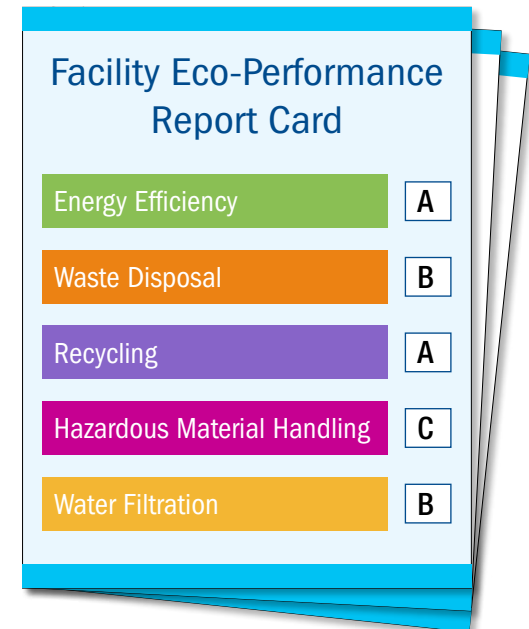 Facility Eco-Performance
Report Card
Energy Efficiency A
Waste Disposal B
Recycling A
Hazardous Material Handling C
Water Filtration B